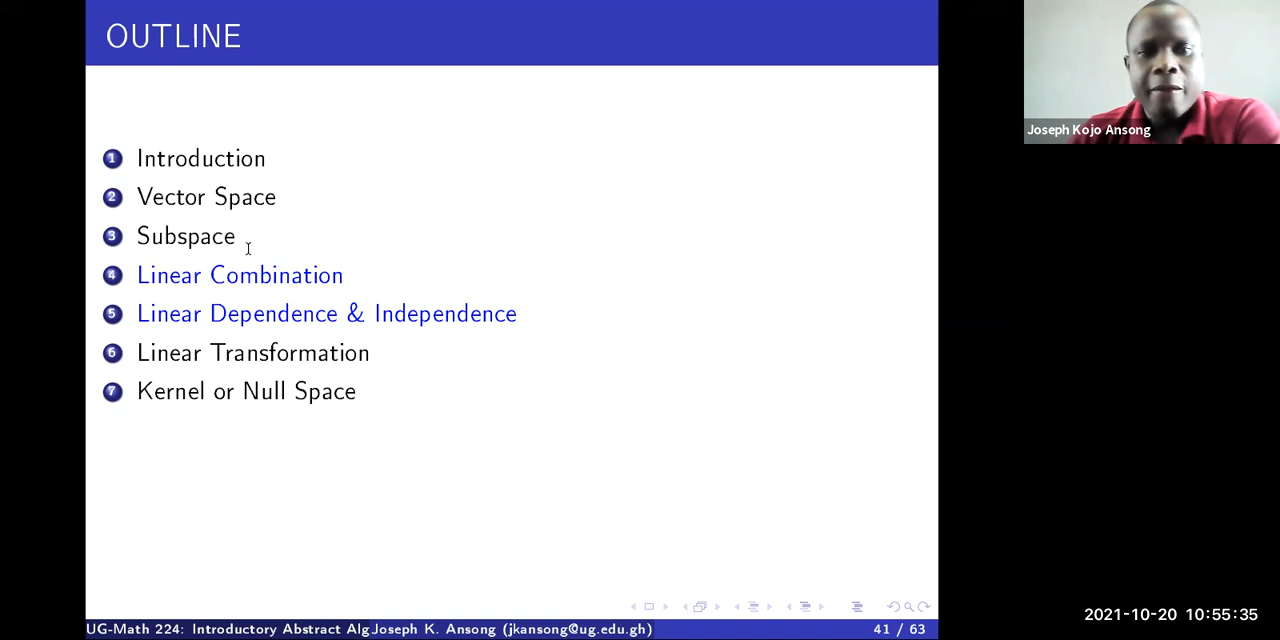 OUTLINE
Joseph Kojo Ansong
1 Introduction
2 Vector Space
3 Subspace
4 Linear Combination
5 Linear Dependence & Independence
6 Linear Transformation
7 Kernel or Null Space
UG-Math 224: Introductory Abstract Alg Joseph K. Ansong (jkansong@ug.edu.gh) 41 / 63
2021-10-20 10:55:35